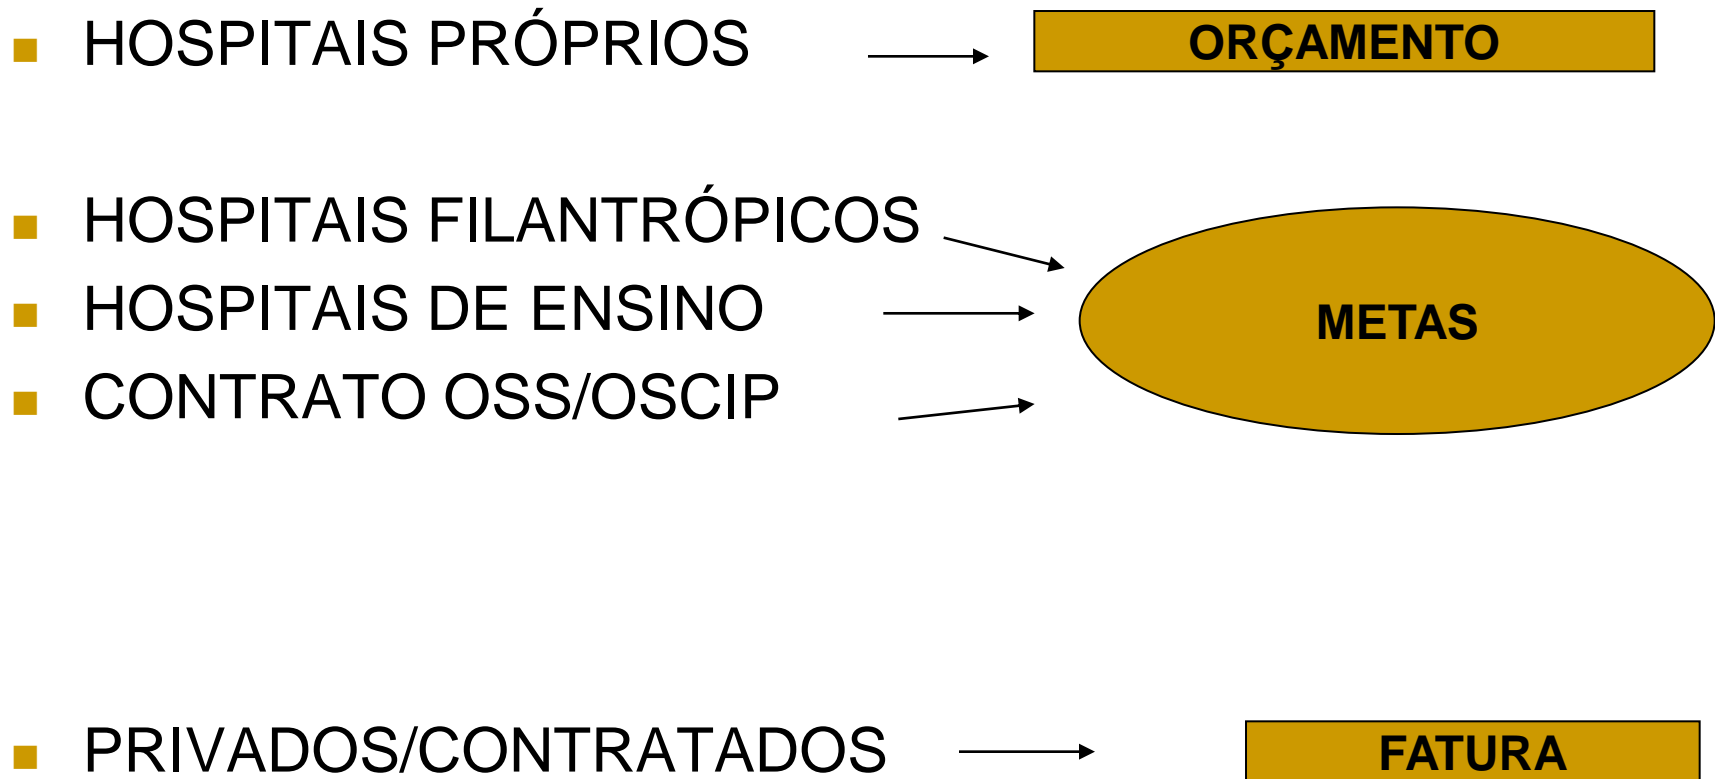 HOSPITAIS PRÓPRIOS
ORÇAMENTO
HOSPITAIS FILANTRÓPICOS
HOSPITAIS DE ENSINO
METAS
CONTRATO OSS/OSCIP
PRIVADOS/CONTRATADOS
FATURA